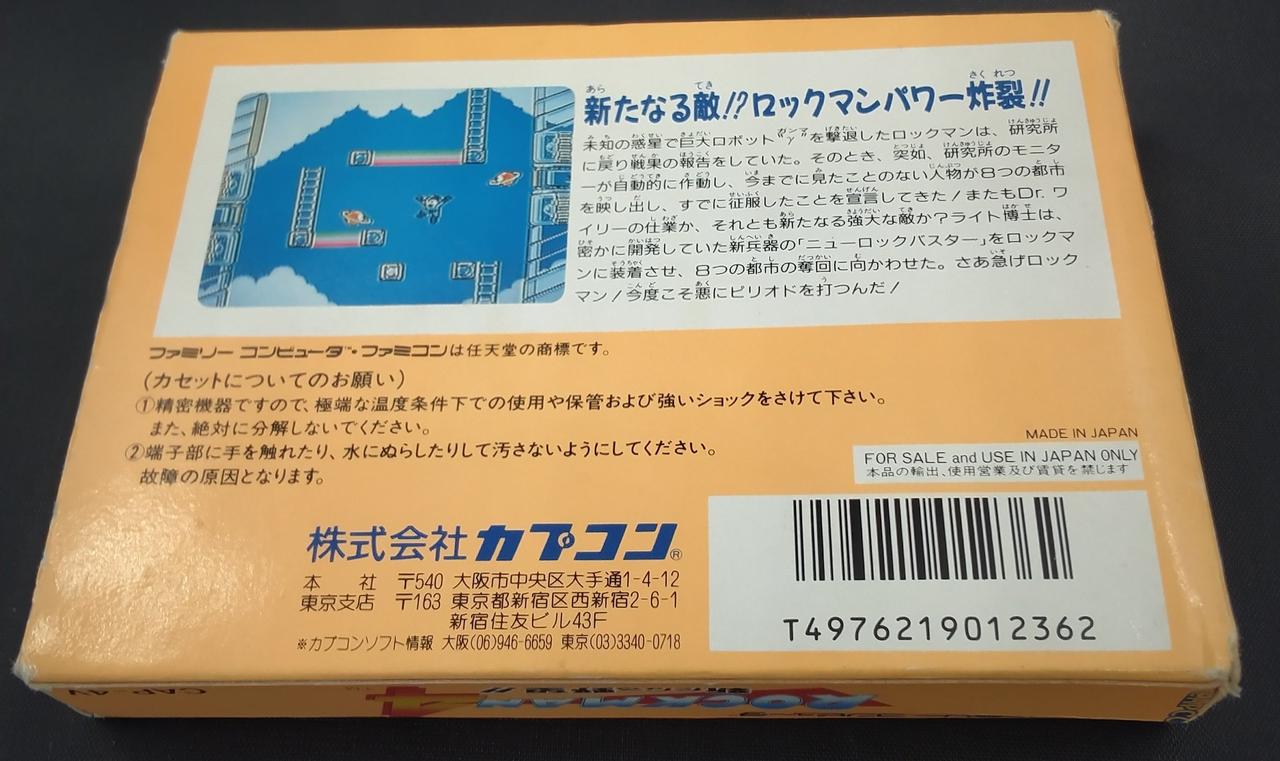 新たなる敵!?ロックマンパワー炸裂!!
未知の惑星で巨大ロボット“γ”を撃退したロックマンは、研究所
に戻り戦果の報告をしていた。そのとき、突如、研究所のモニタ
ーが自動的に作動し、今までに見たことのない人物が8つの都市
を映し出し、すでに征服したことを宣言してきた!またもDr.ワ
イリーの仕業か、それとも新たなる強大な敵か?ライト博士は、
密かに開発していた新兵器の「ニューロックバスター」をロックマ
ンに装着させ、8つの都市の奪回に向かわせた。さあ急げロック
マン!今度こそ悪にピリオドを打つんだ!
ファミリーコンピュータ™・ファミコンは任天堂の商標です。
(カセットについてのお願い)
①精密機器ですので、極端な温度条件下での使用や保管および強いショックをさけて下さい。
また、絶対に分解しないでください。
②端子部に手を触れたり、水にぬらしたりして汚さないようにしてください。
故障の原因となります。
MADE IN JAPAN
FOR SALE and USE IN JAPAN ONLY
本品の輸出、使用営業及び賃貸を禁じます
株式会社カプコン®
本社 〒540 大阪市中央区大手通1-4-12
東京支店 〒163 東京都新宿区西新宿2-6-1
新宿住友ビル43F
※カプコンソフト情報 大阪(06)946-6659 東京(03)3340-0718
T4976219012362
CAP-4V
ROCKMAN 4
新たなる野望!!